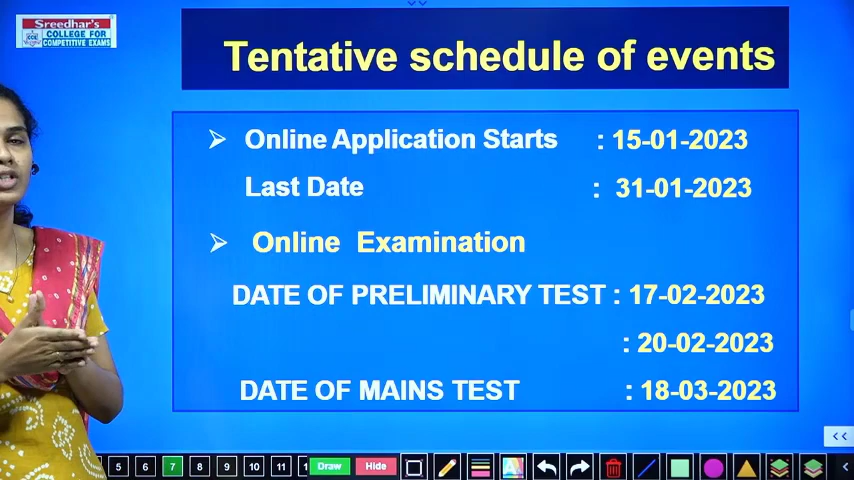 Sreedhar's
CCE
COLLEGE FOR
COMPETITIVE EXAMS
Tentative schedule of events
Online Application Starts : 15-01-2023
Last Date : 31-01-2023
Online Examination
DATE OF PRELIMINARY TEST : 17-02-2023
: 20-02-2023
DATE OF MAINS TEST : 18-03-2023
5 6 7 8 9 10 11 1 Draw Hide